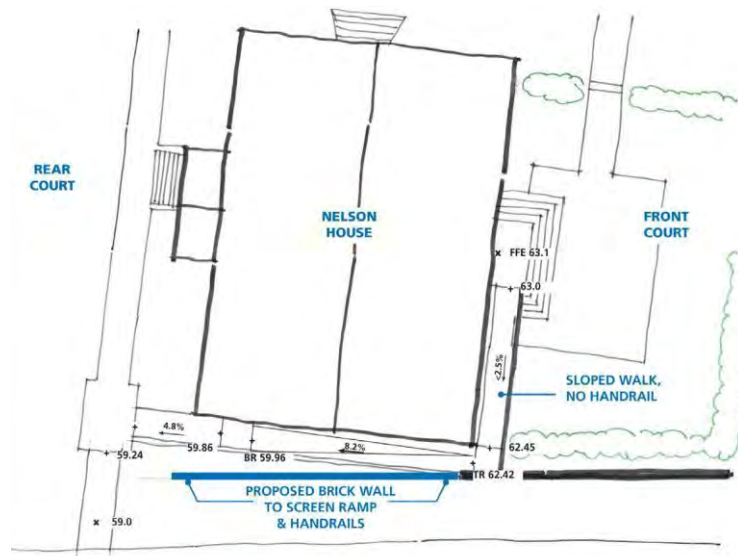 REAR
COURT
NELSON
HOUSE
FRONT
COURT
x FFE 63.1
+ 63.0
<2.5%
SLOPED WALK,
NO HANDRAIL
4.8%
59.86
+ 59.24
BR 59.96
8.2%
62.45
TR 62.42
PROPOSED BRICK WALL
TO SCREEN RAMP
& HANDRAILS
x 59.0